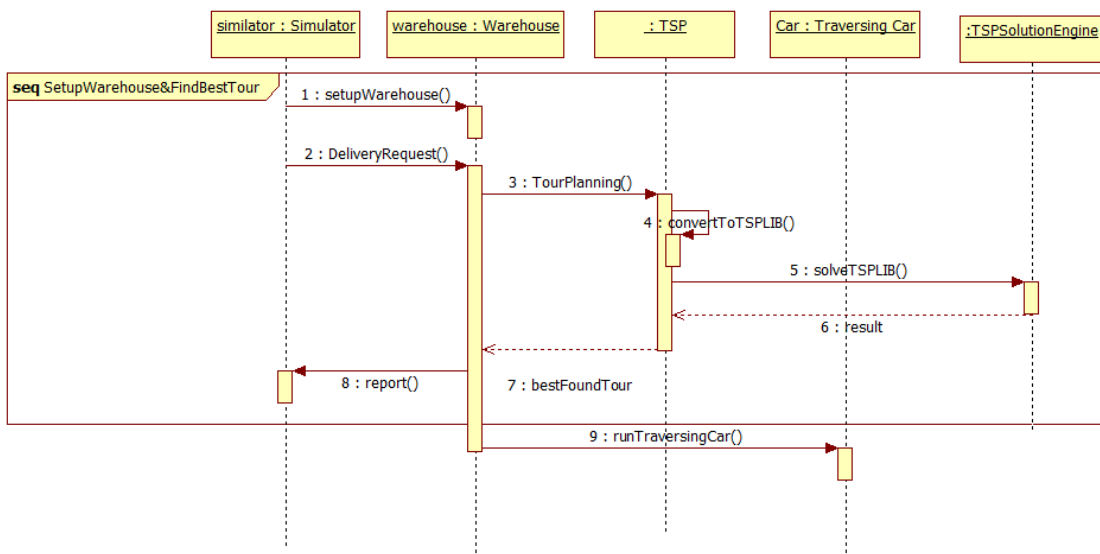 similator : Simulator
warehouse : Warehouse
: TSP
Car : Traversing Car
:TSPSolutionEngine
seq SetupWarehouse&FindBestTour
1 : setupWarehouse()
2 : DeliveryRequest()
3 : TourPlanning()
4 : convertToTSPLIB()
5 : solveTSPLIB()
6 : result
7 : bestFoundTour
8 : report()
9 : runTraversingCar()